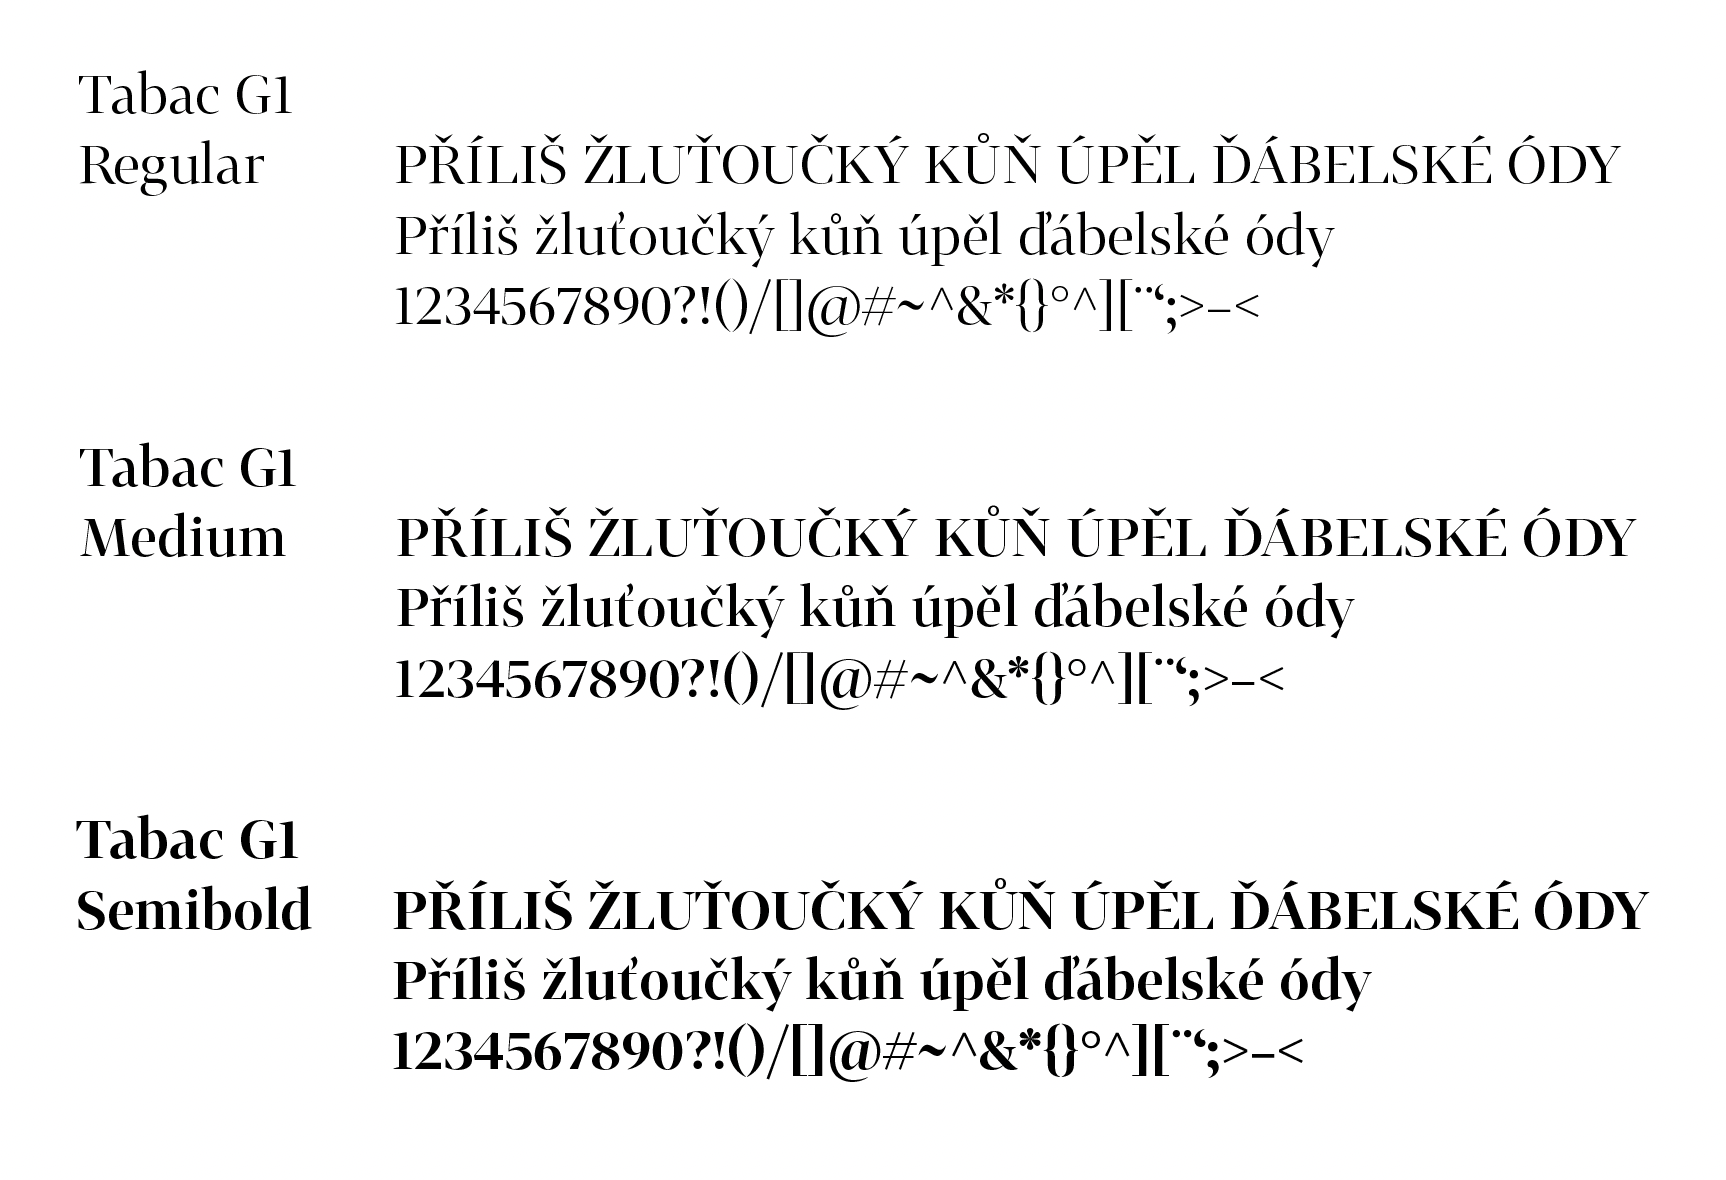 Tabac G1
Regular
PŘÍLIŠ ŽLUŤOUČKÝ KŮŇ ÚPĚL ĎÁBELSKÉ ÓDY
Příliš žluťoučký kůň úpěl ďábelské ódy
1234567890?!()/[]@#~^&*{}°^][¨‘;>–<
Tabac G1
Medium
PŘÍLIŠ ŽLUŤOUČKÝ KŮŇ ÚPĚL ĎÁBELSKÉ ÓDY
Příliš žluťoučký kůň úpěl ďábelské ódy
1234567890?!()/[]@#~^&*{}°^][¨‘;>–<
Tabac G1
Semibold
PŘÍLIŠ ŽLUŤOUČKÝ KŮŇ ÚPĚL ĎÁBELSKÉ ÓDY
Příliš žluťoučký kůň úpěl ďábelské ódy
1234567890?!()/[]@#~^&*{}°^][¨‘;>–<